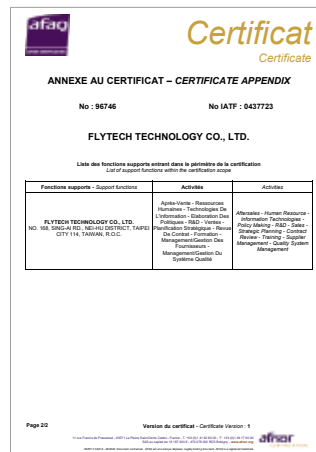 afaq
Certificat
Certificate
ANNEXE AU CERTIFICAT – CERTIFICATE APPENDIX
No : 96746 No IATF : 0437723
FLYTECH TECHNOLOGY CO., LTD.
Liste des fonctions supports entrant dans le périmètre de la certification
List of support functions within the certification scope
Fonctions supports - Support functions Activités Activities
FLYTECH TECHNOLOGY CO., LTD.
NO. 168, SING-AI RD., NEI-HU DISTRICT, TAIPEI
CITY 114, TAIWAN, R.O.C.
Après-Vente - Ressources
Humaines - Technologies De
L'information - Elaboration Des
Politiques - R&D - Ventes -
Planification Stratégique - Revue
De Contrat - Formation -
Management/Gestion Des
Fournisseurs -
Management/Gestion Du
Système Qualité
Aftersales - Human Resource -
Information Technologies -
Policy Making - R&D - Sales -
Strategic Planning - Contract
Review - Training - Supplier
Management - Quality System
Management
Page 2/2 Version du certificat - Certificate Version : 1
afnor